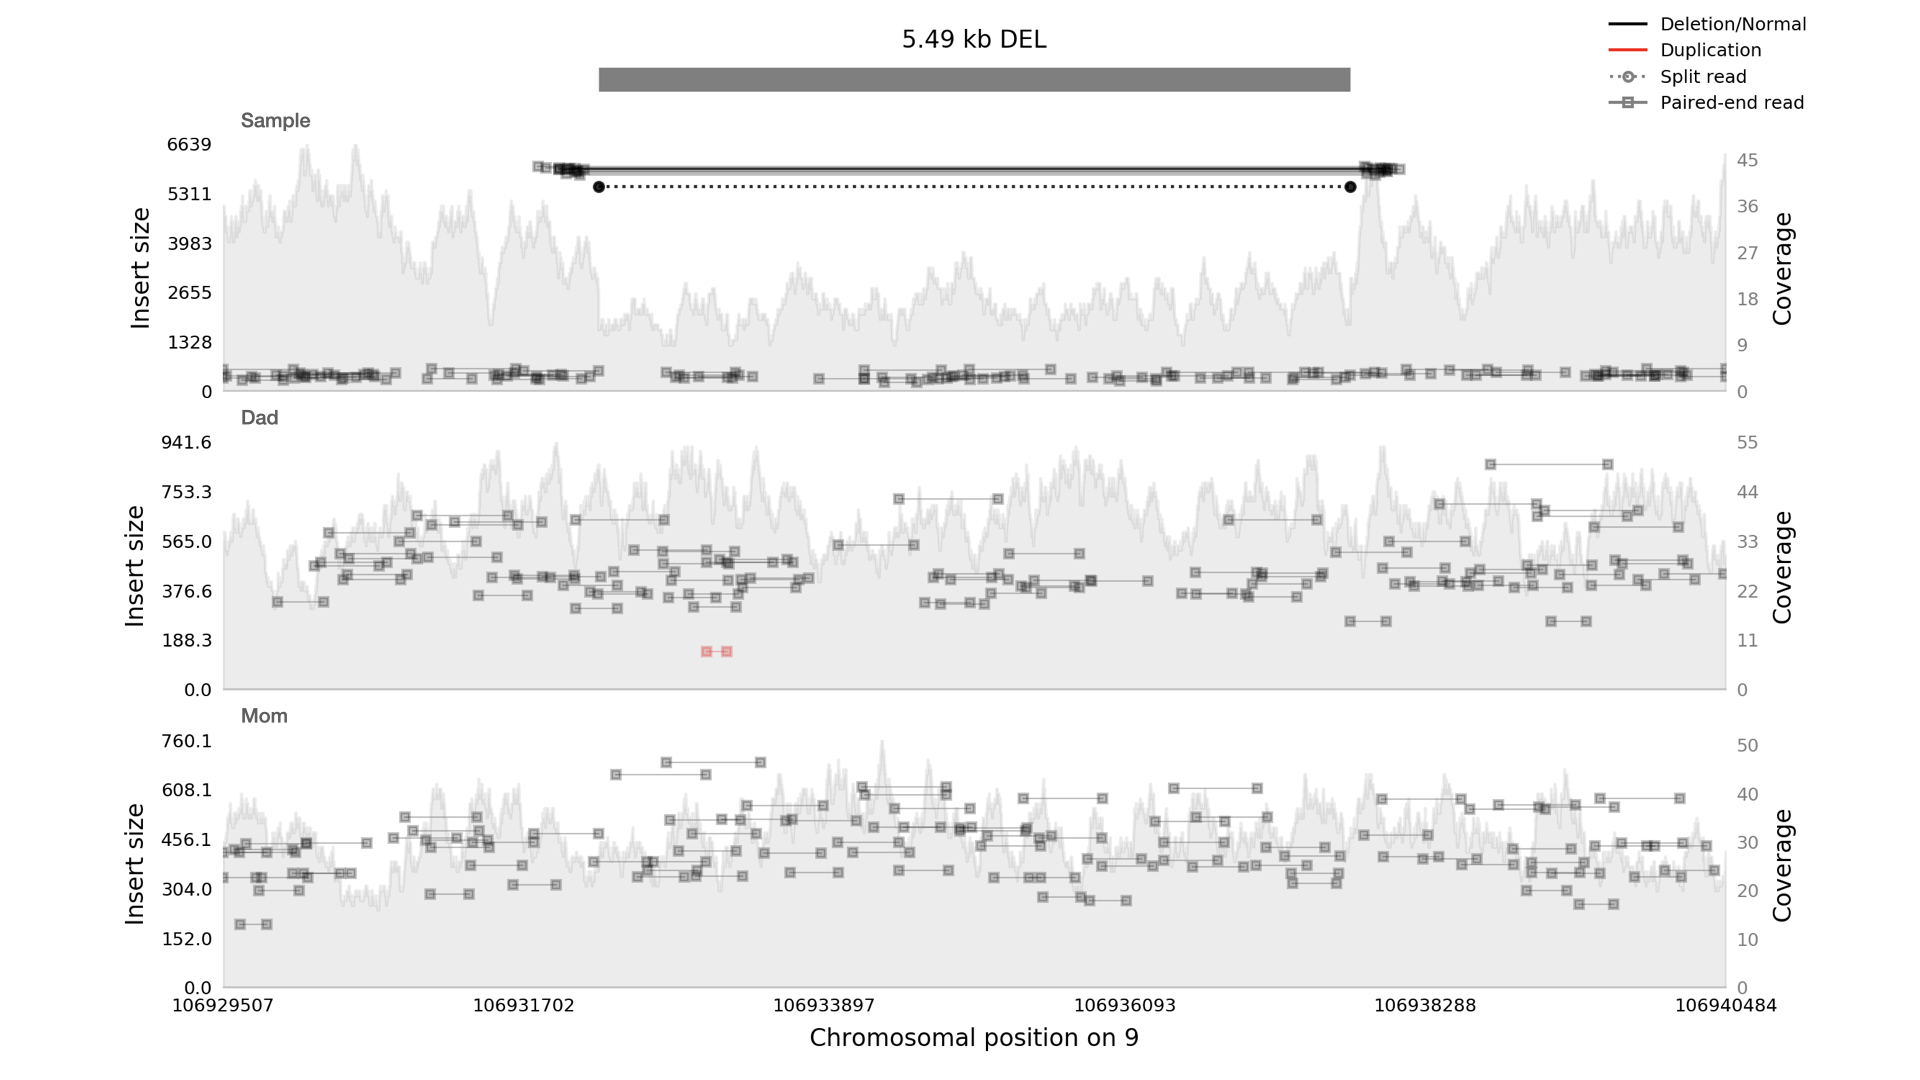 5.49 kb DEL
Deletion/Normal
Duplication
Split read
Paired-end read
Sample
6639
5311
3983
2655
1328
0
Insert size
45
36
27
18
9
0
Coverage
Dad
941.6
753.3
565.0
376.6
188.3
0.0
Insert size
55
44
33
22
11
0
Coverage
Mom
760.1
608.1
456.1
304.0
152.0
0.0
Insert size
50
40
30
20
10
0
Coverage
106929507 106931702 106933897 106936093 106938288 106940484
Chromosomal position on 9